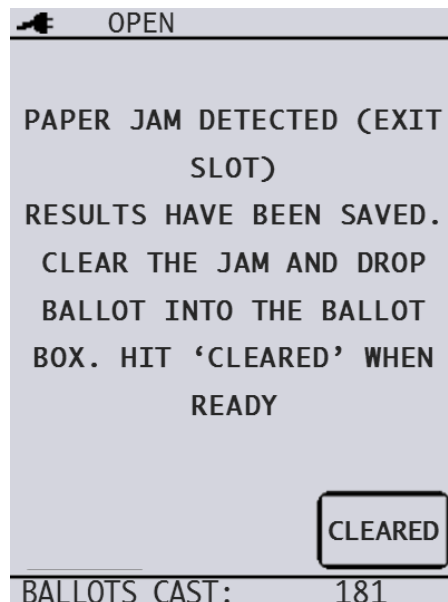 OPEN
PAPER JAM DETECTED (EXIT
SLOT)
RESULTS HAVE BEEN SAVED.
CLEAR THE JAM AND DROP
BALLOT INTO THE BALLOT
BOX. HIT ‘CLEARED’ WHEN
READY
CLEARED
BALLOTS CAST: 181